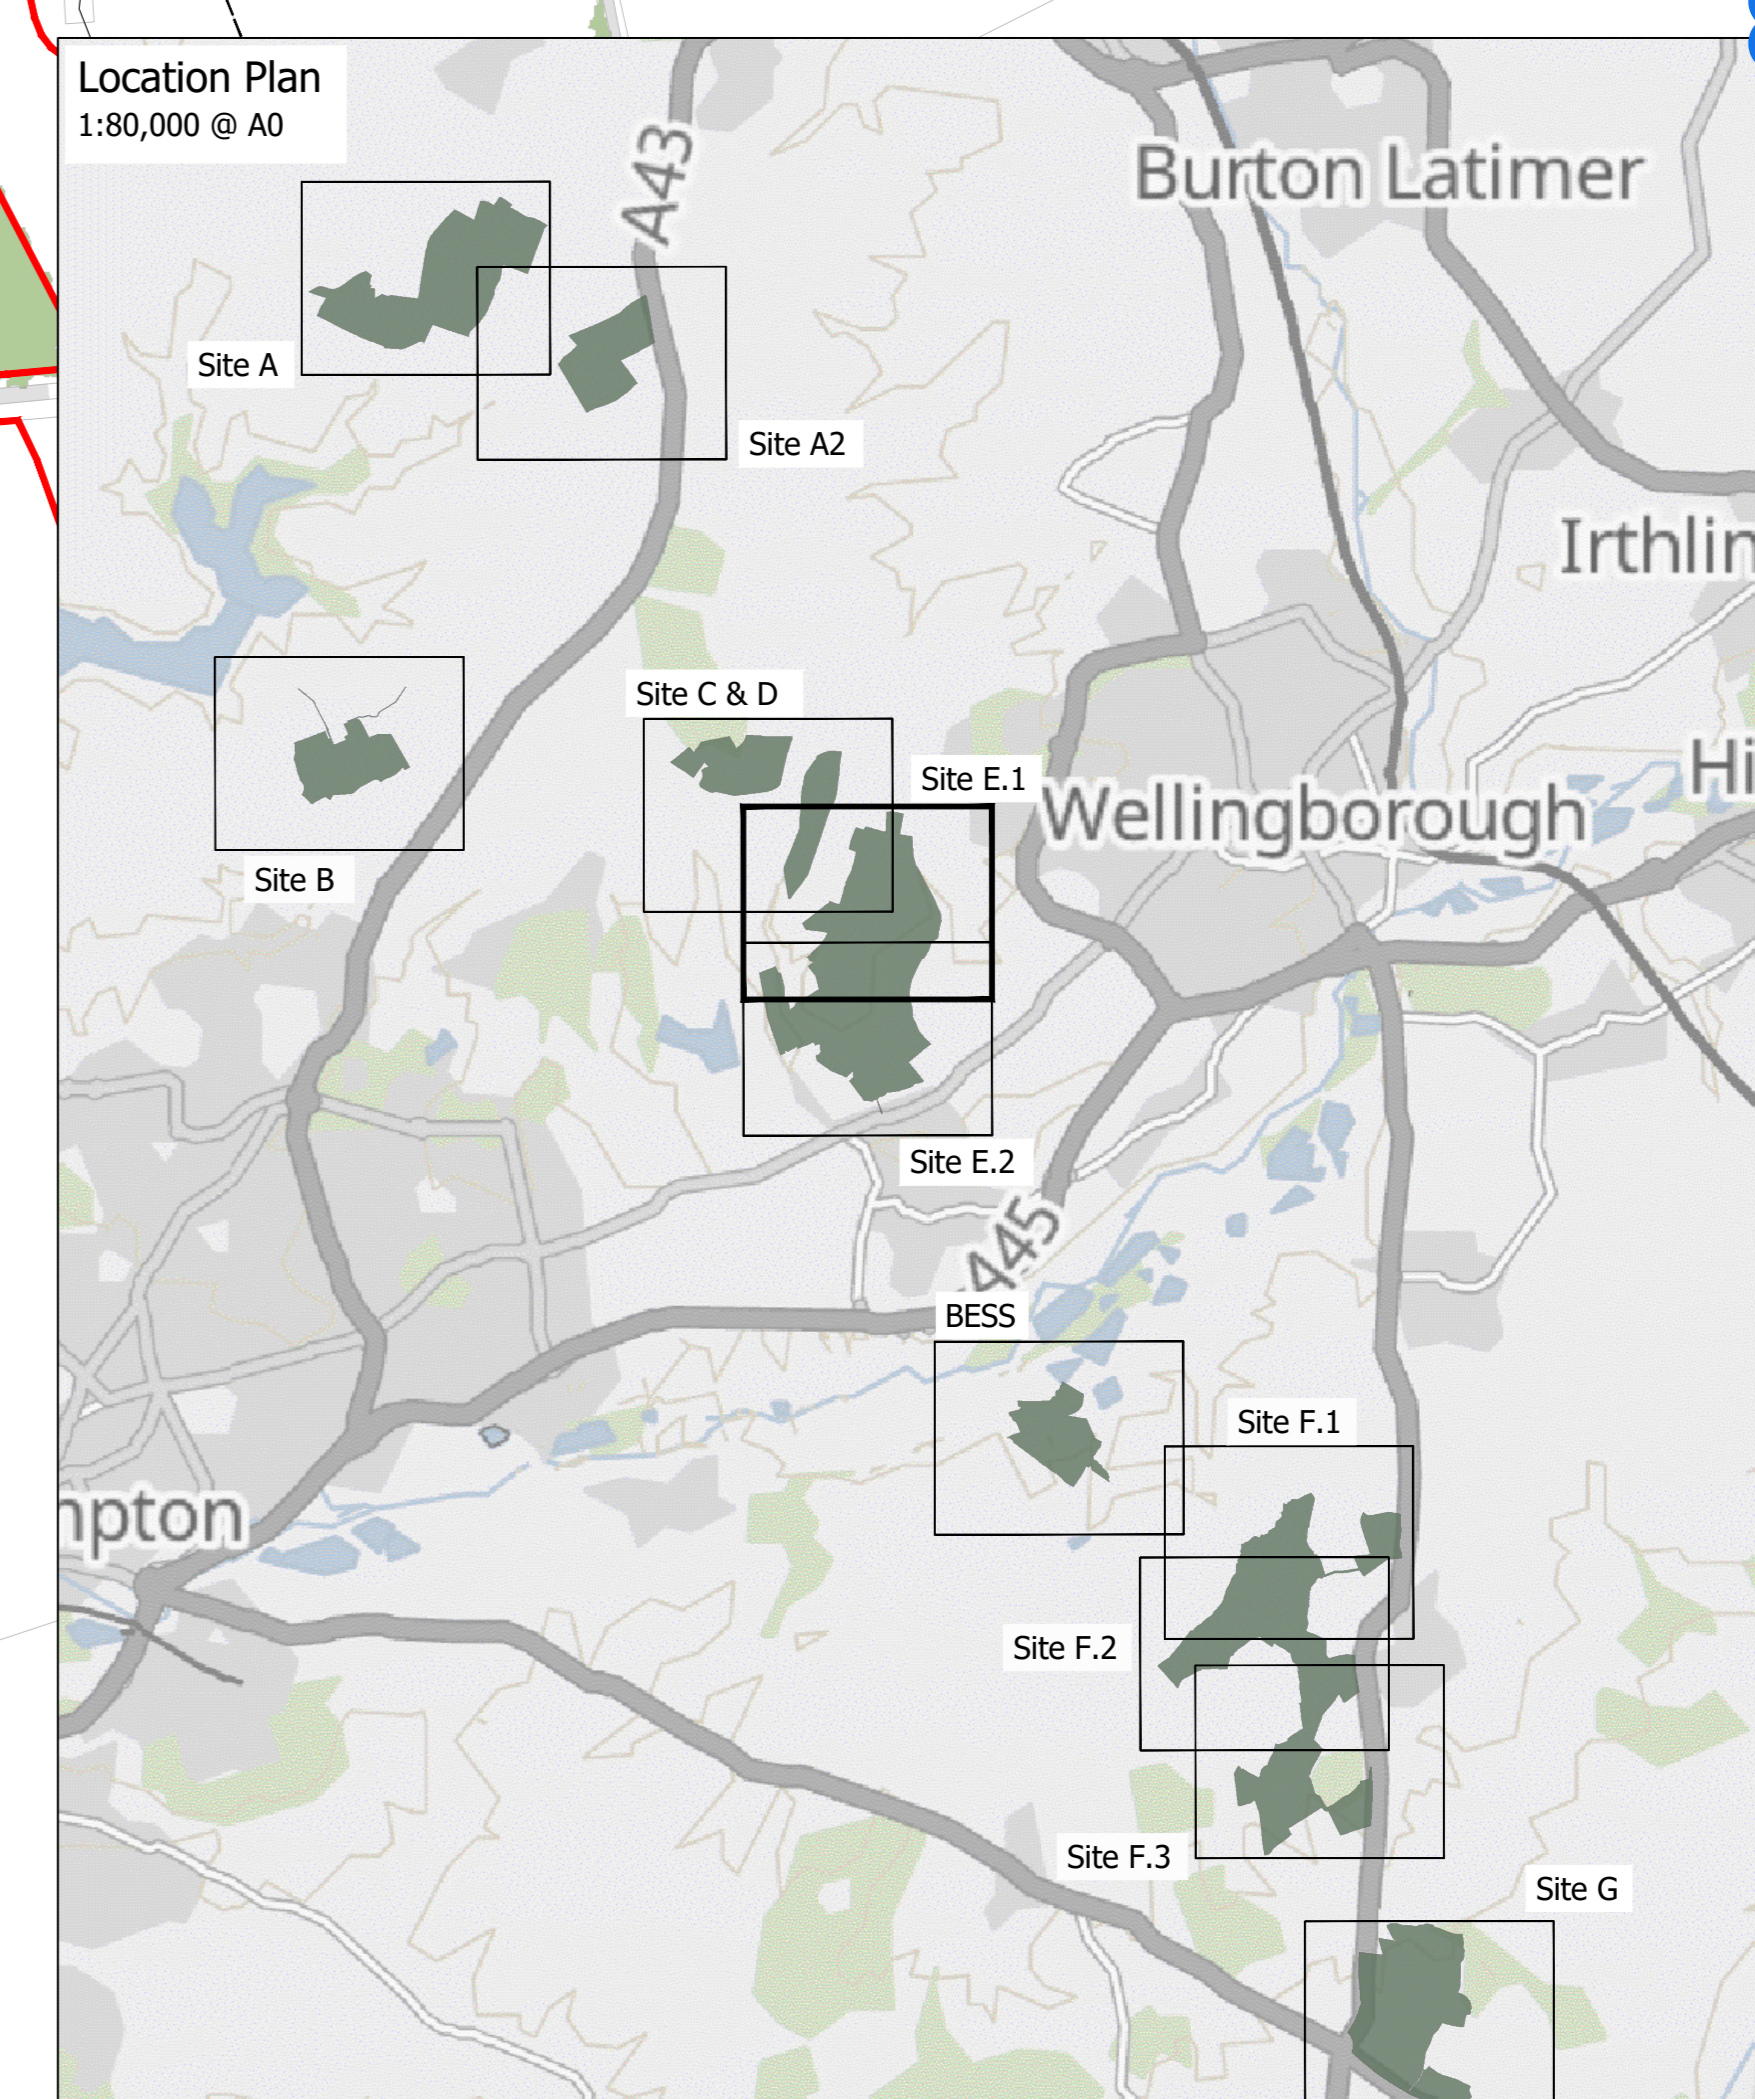 Location Plan
1:80,000 @ A0
A43
Burton Latimer
Site A
Site A2
Irthlin
Site C & D
Site E.1
Hi
Wellingborough
Site B
Site E.2
A45
BESS
Site F.1
mpton
Site F.2
Site F.3
Site G